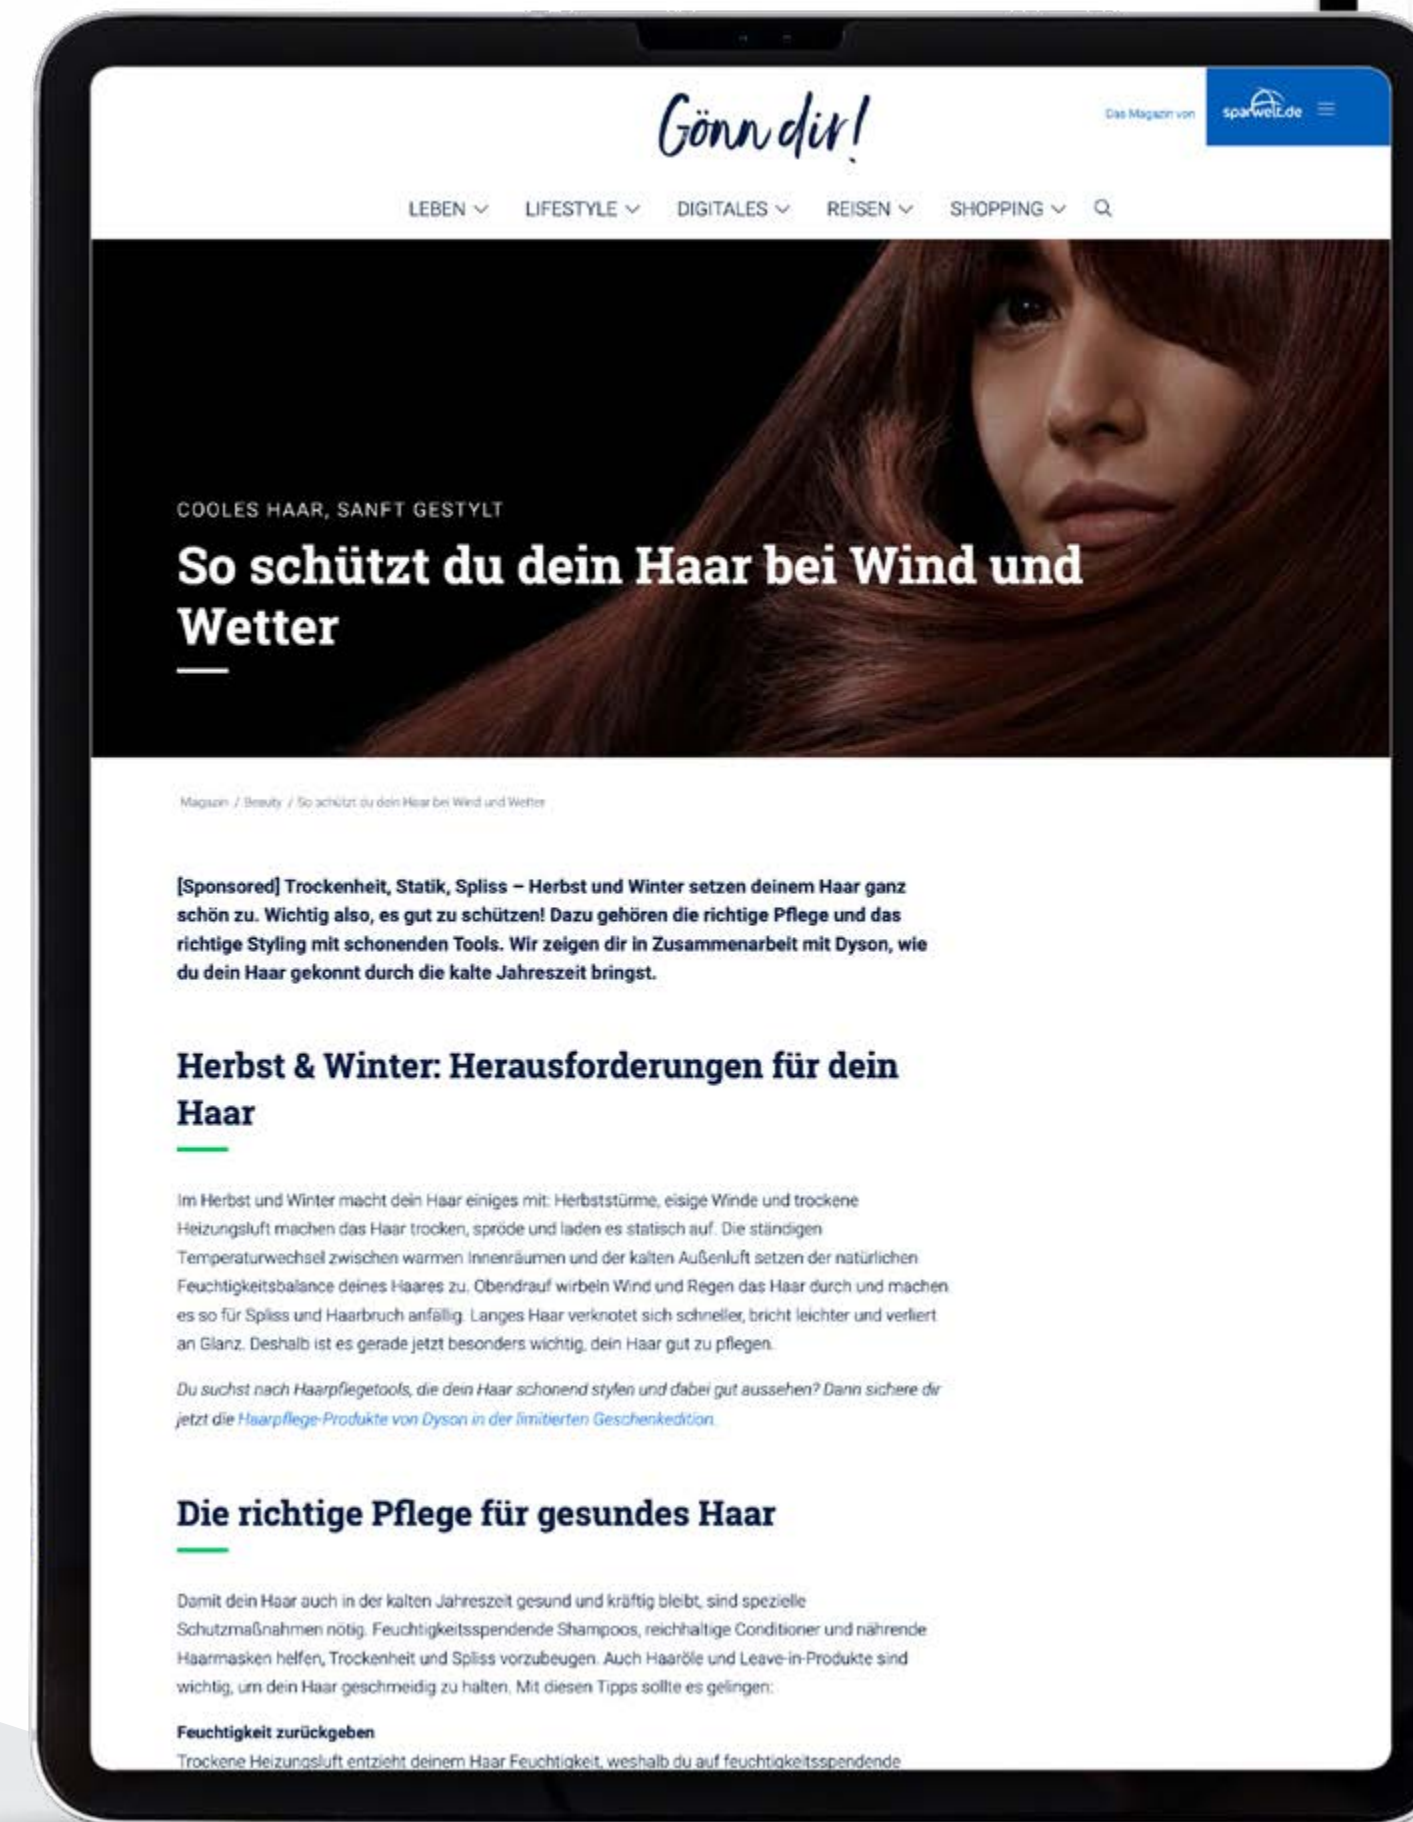 Gönn dir!
Das Magazin von
sparwelt.de
LEBEN
LIFESTYLE
DIGITALES
REISEN
SHOPPING
COOLES HAAR, SANFT GESTYLT
So schützt du dein Haar bei Wind und
Wetter
Magazin / Beauty / So schützt du dein Haar bei Wind und Wetter
[Sponsored] Trockenheit, Statik, Spliss – Herbst und Winter setzen deinem Haar ganz
schön zu. Wichtig also, es gut zu schützen! Dazu gehören die richtige Pflege und das
richtige Styling mit schonenden Tools. Wir zeigen dir in Zusammenarbeit mit Dyson, wie
du dein Haar gekonnt durch die kalte Jahreszeit bringst.
Herbst & Winter: Herausforderungen für dein
Haar
Im Herbst und Winter macht dein Haar einiges mit: Herbststürme, eisige Winde und trockene
Heizungsluft machen das Haar trocken, spröde und laden es statisch auf. Die ständigen
Temperaturwechsel zwischen warmen Innenräumen und der kalten Außenluft setzen der natürlichen
Feuchtigkeitsbalance deines Haares zu. Obendrauf wirbeln Wind und Regen das Haar durch und machen
es so für Spliss und Haarbruch anfällig. Langes Haar verknotet sich schneller, bricht leichter und verliert
an Glanz. Deshalb ist es gerade jetzt besonders wichtig, dein Haar gut zu pflegen.
Du suchst nach Haarpflegetools, die dein Haar schonend stylen und dabei gut aussehen? Dann sichere dir
jetzt die Haarpflege-Produkte von Dyson in der limitierten Geschenkedition.
Die richtige Pflege für gesundes Haar
Damit dein Haar auch in der kalten Jahreszeit gesund und kräftig bleibt, sind spezielle
Schutzmaßnahmen nötig. Feuchtigkeitsspendende Shampoos, reichhaltige Conditioner und nährende
Haarmasken helfen, Trockenheit und Spliss vorzubeugen. Auch Haaröle und Leave-in-Produkte sind
wichtig, um dein Haar geschmeidig zu halten. Mit diesen Tipps sollte es gelingen:
Feuchtigkeit zurückgeben
Trockene Heizungsluft entzieht deinem Haar Feuchtigkeit, weshalb du auf feuchtigkeitsspendende